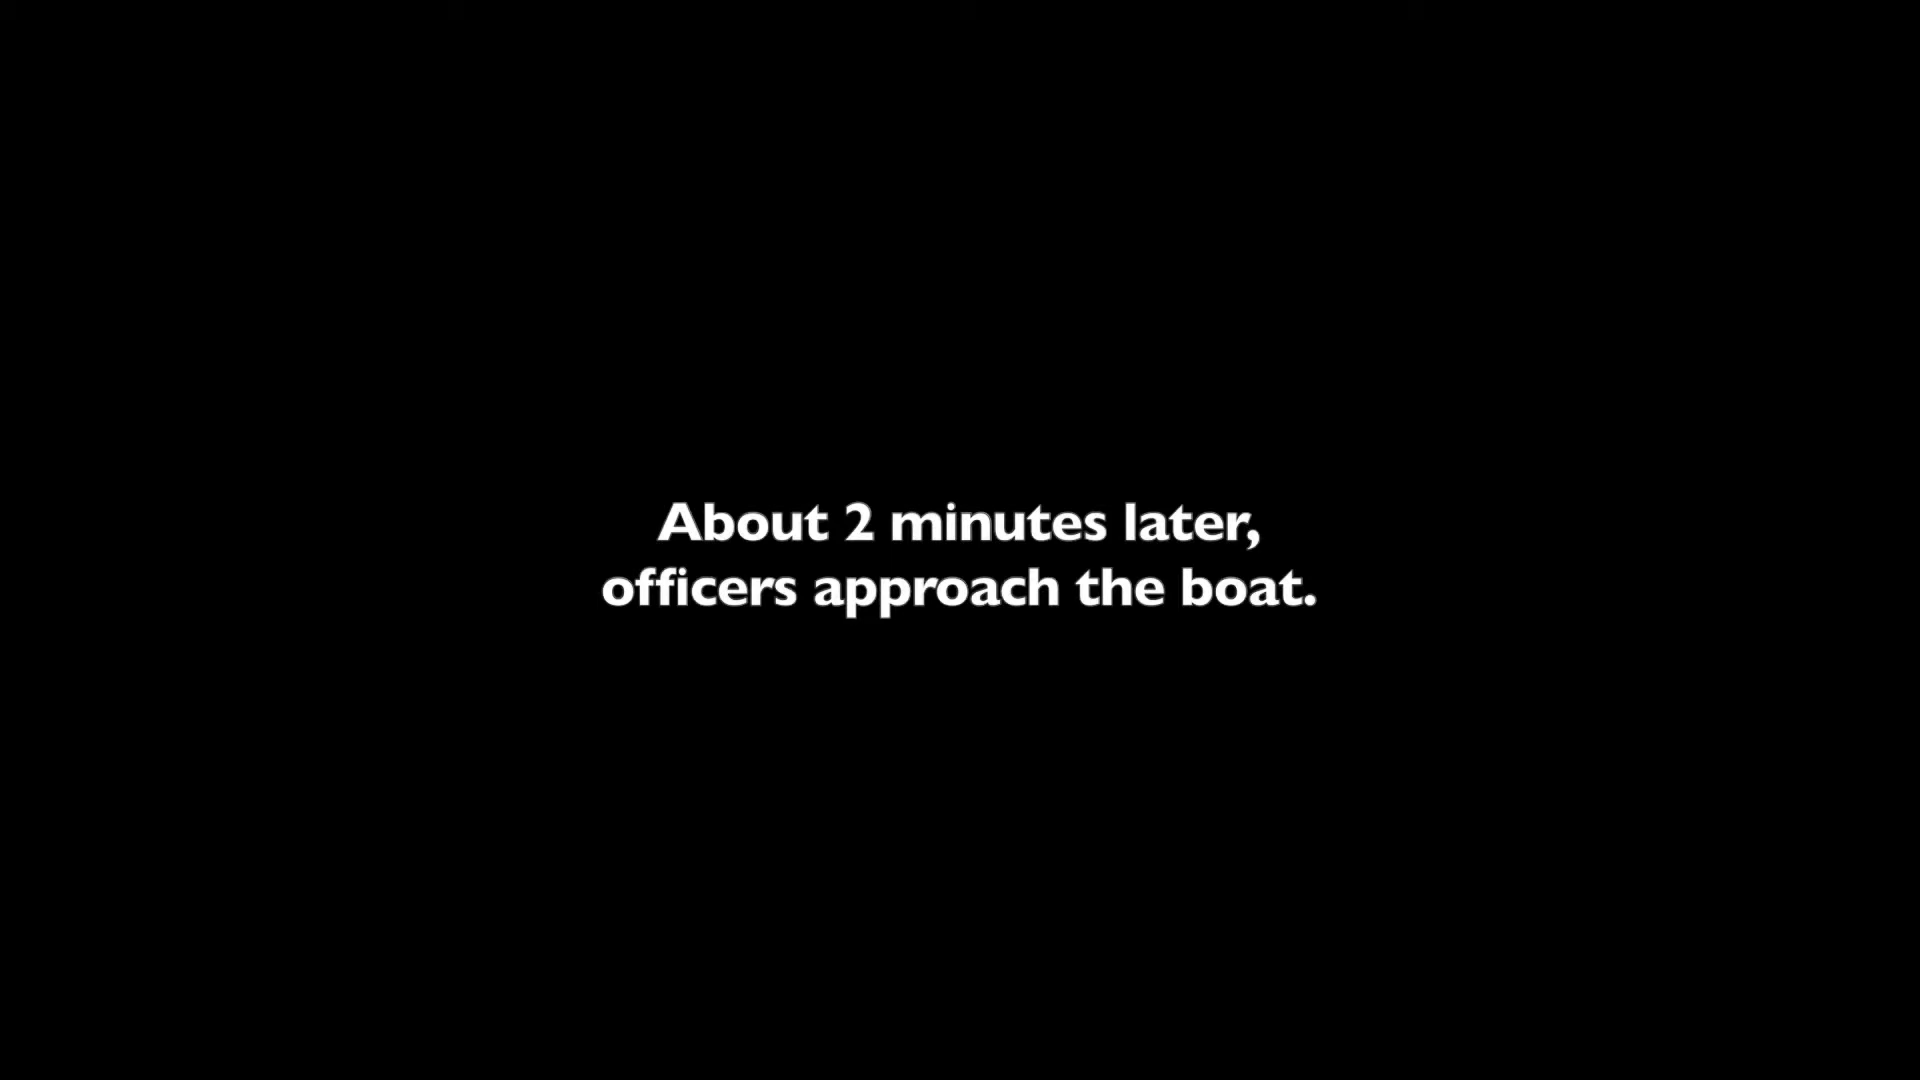 About 2 minutes later,
officers approach the boat.